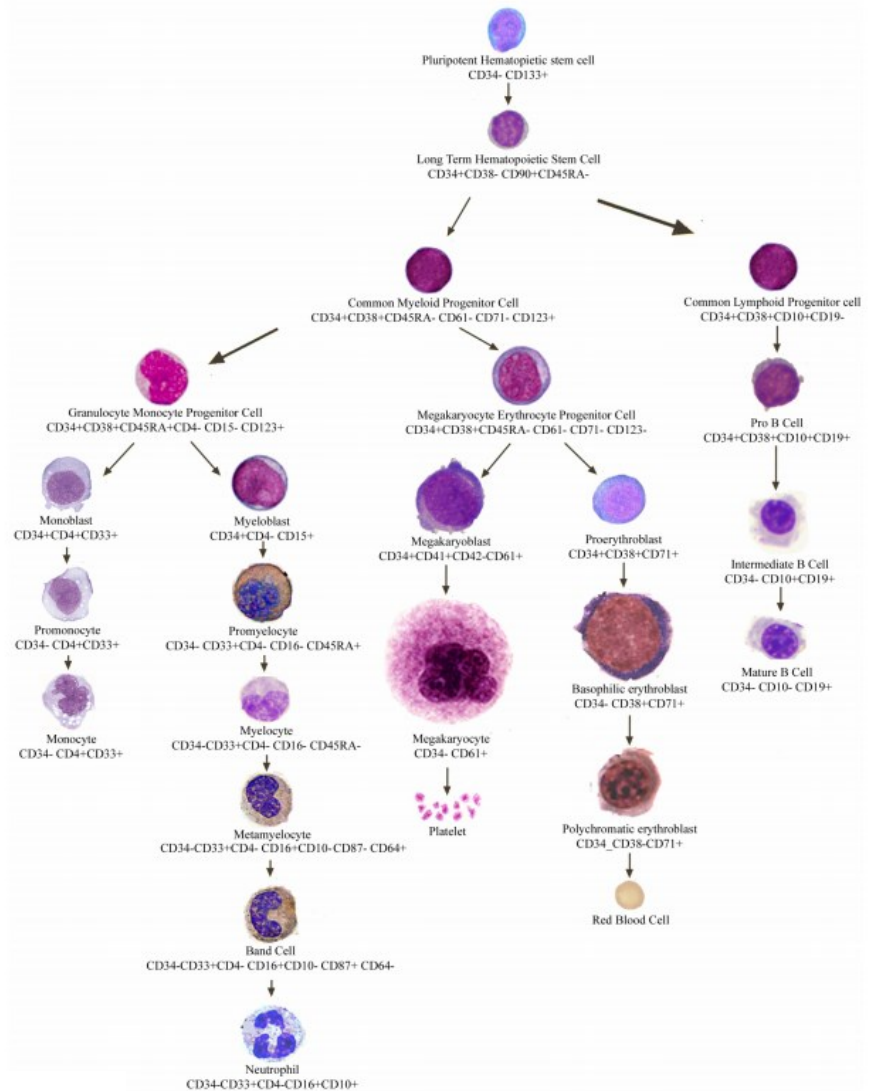 Pluripotent Hematopietic stem cell
CD34- CD133+
Long Term Hematopoietic Stem Cell
CD34+CD38- CD90+CD45RA-
Common Myeloid Progenitor Cell
CD34+CD38+CD45RA- CD61- CD71- CD123+
Common Lymphoid Progenitor cell
CD34+CD38+CD10+CD19-
Granulocyte Monocyte Progenitor Cell
CD34+CD38+CD45RA+CD4- CD15- CD123+
Megakaryocyte Erythrocyte Progenitor Cell
CD34+CD38+CD45RA- CD61- CD71- CD123-
Pro B Cell
CD34+CD38+CD10+CD19+
Monoblast
CD34+CD4+CD33+
Myeloblast
CD34+CD4- CD15+
Megakaryoblast
CD34+CD41+CD42-CD61+
Proerythroblast
CD34+CD38+CD71+
Intermediate B Cell
CD34- CD10+CD19+
Promonocyte
CD34- CD4+CD33+
Promyelocyte
CD34- CD33+CD4- CD16- CD45RA+
Basophilic erythroblast
CD34- CD38+CD71+
Mature B Cell
CD34- CD10- CD19+
Monocyte
CD34- CD4+CD33+
Myelocyte
CD34-CD33+CD4- CD16- CD45RA-
Megakaryocyte
CD34- CD61+
Metamyelocyte
CD34-CD33+CD4- CD16+CD10-CD87- CD64+
Platelet
Polychromatic erythroblast
CD34_CD38-CD71+
Red Blood Cell
Band Cell
CD34-CD33+CD4- CD16+CD10- CD87+ CD64-
Neutrophil
CD34-CD33+CD4-CD16+CD10+